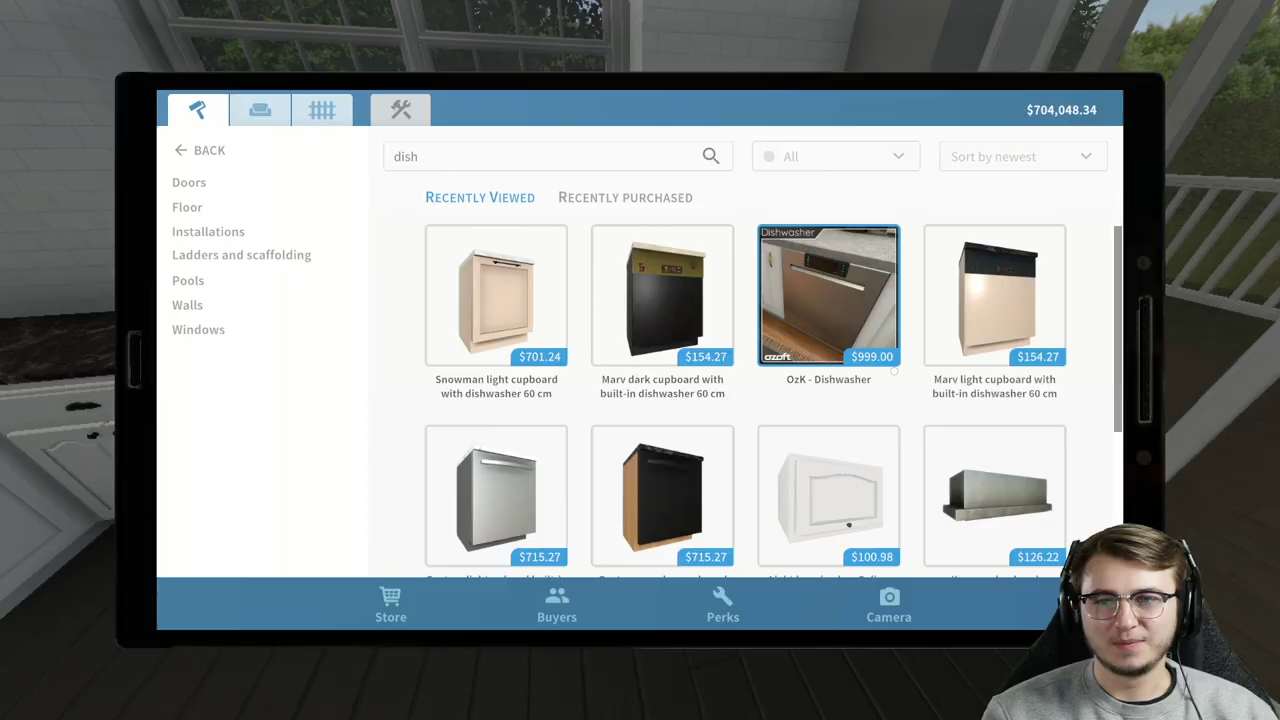 $704,048.34
BACK
dish
All
Sort by newest
Doors
Floor
Installations
Ladders and scaffolding
Pools
Walls
Windows
RECENTLY VIEWED
RECENTLY PURCHASED
Dishwasher
ozoft
$701.24
$154.27
$999.00
$154.27
Snowman light cupboard
with dishwasher 60 cm
Marv dark cupboard with
built-in dishwasher 60 cm
OzK - Dishwasher
Marv light cupboard with
built-in dishwasher 60 cm
$715.27
$715.27
$100.98
$126.22
Store
Buyers
Perks
Camera